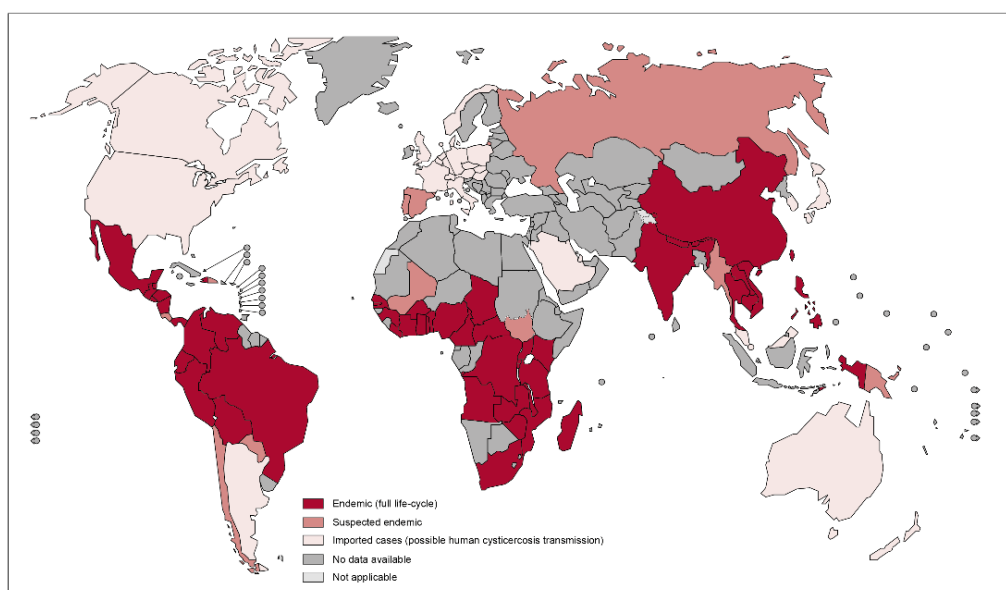 Endemic (full life-cycle)
Suspected endemic
Imported cases (possible human cysticercosis transmission)
No data available
Not applicable